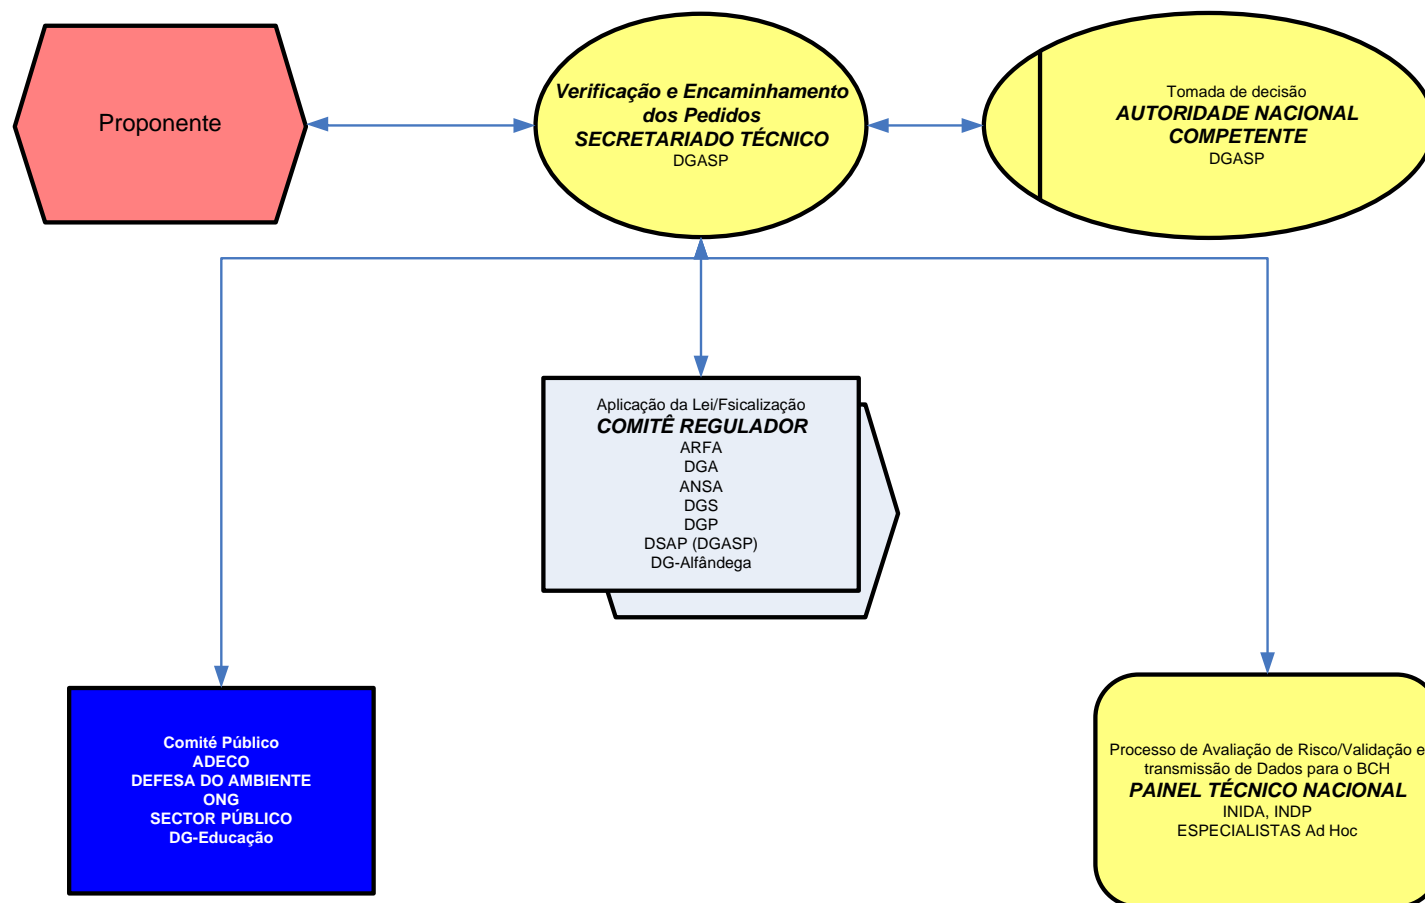 Proponente
Verificação e Encaminhamento
dos Pedidos
SECRETARIADO TÉCNICO
DGASP
Tomada de decisão
AUTORIDADE NACIONAL
COMPETENTE
DGASP
Aplicação da Lei/Fsicalização
COMITÊ REGULADOR
ARFA
DGA
ANSA
DGS
DGP
DSAP (DGASP)
DG-Alfândega
Comité Público
ADECO
DEFESA DO AMBIENTE
ONG
SECTOR PÚBLICO
DG-Educação
Processo de Avaliação de Risco/Validação e
transmissão de Dados para o BCH
PAINEL TÉCNICO NACIONAL
INIDA, INDP
ESPECIALISTAS Ad Hoc